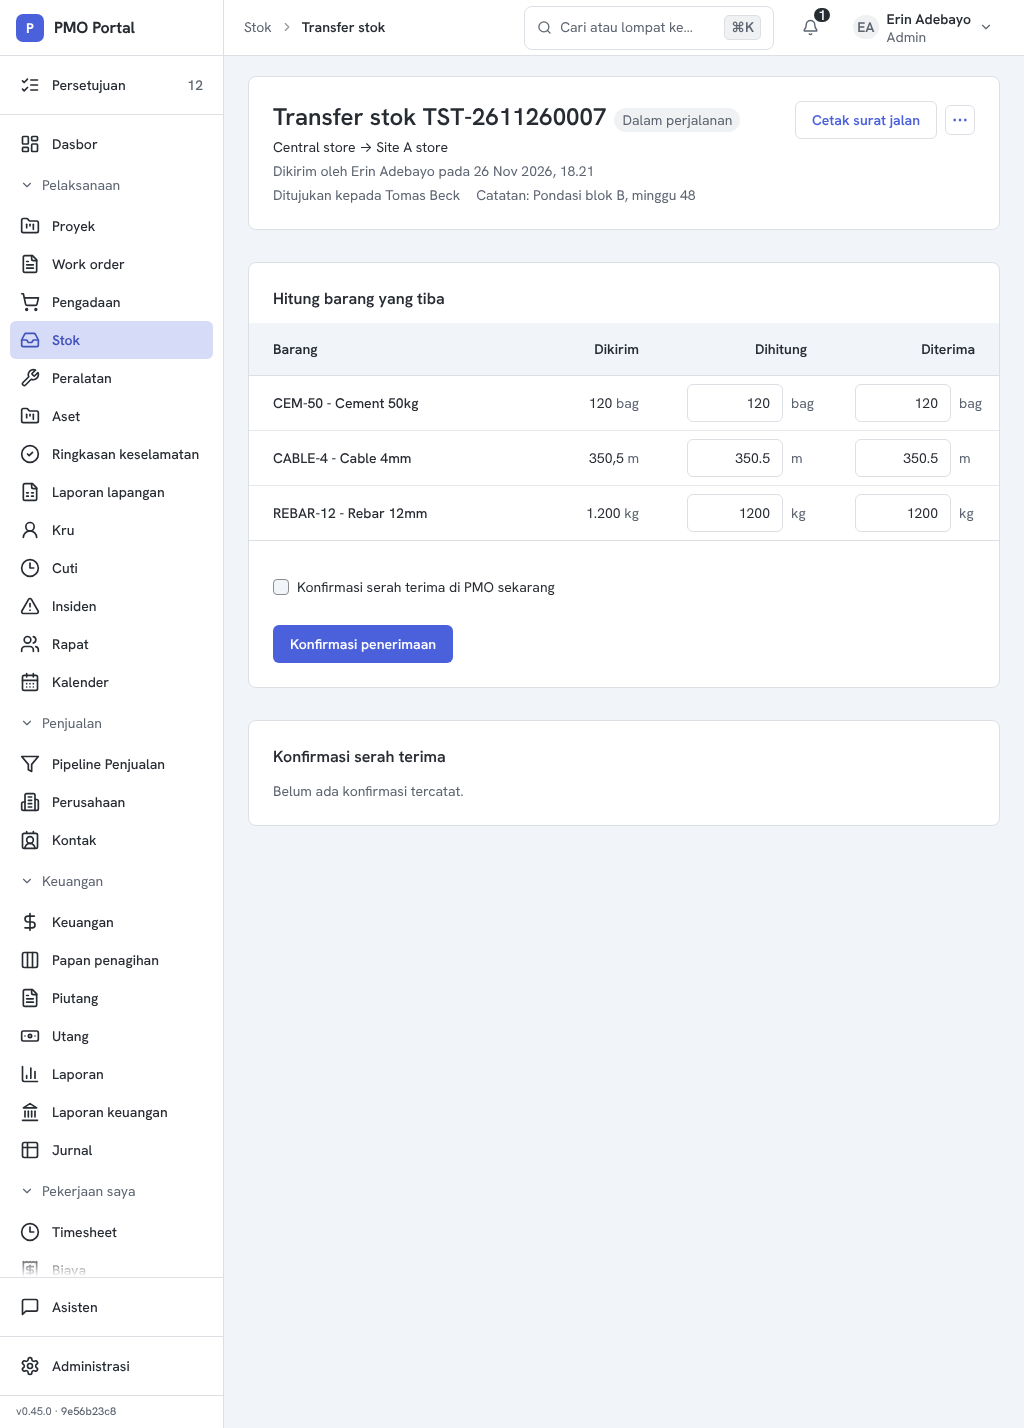 P PMO Portal
Stok > Transfer stok
Cari atau lompat ke... ⌘K
1
EA Erin Adebayo
Admin
Persetujuan 12
Dasbor
Pelaksanaan
Proyek
Work order
Pengadaan
Stok
Peralatan
Aset
Ringkasan keselamatan
Laporan lapangan
Kru
Cuti
Insiden
Rapat
Kalender
Penjualan
Pipeline Penjualan
Perusahaan
Kontak
Keuangan
Keuangan
Papan penagihan
Piutang
Utang
Laporan
Laporan keuangan
Jurnal
Pekerjaan saya
Timesheet
Biaya
Asisten
Administrasi
v0.45.0 · 9e56b23c8
Transfer stok TST-2611260007 Dalam perjalanan
Cetak surat jalan ...
Central store → Site A store
Dikirim oleh Erin Adebayo pada 26 Nov 2026, 18.21
Ditujukan kepada Tomas Beck Catatan: Pondasi blok B, minggu 48
Hitung barang yang tiba
Barang Dikirim Dihitung Diterima
CEM-50 - Cement 50kg 120 bag 120 bag 120 bag
CABLE-4 - Cable 4mm 350,5 m 350.5 m 350.5 m
REBAR-12 - Rebar 12mm 1.200 kg 1200 kg 1200 kg
Konfirmasi serah terima di PMO sekarang
Konfirmasi penerimaan
Konfirmasi serah terima
Belum ada konfirmasi tercatat.